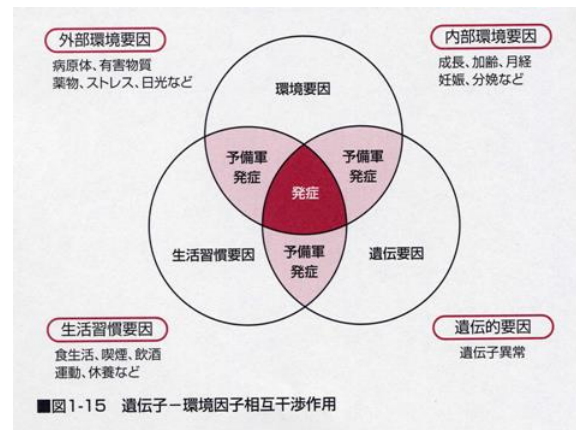 外部環境要因
病原体、有害物質
薬物、ストレス、日光など
内部環境要因
成長、加齢、月経
妊娠、分娩など
環境要因
予備軍
発症
予備軍
発症
発症
生活習慣要因
予備軍
発症
遺伝要因
生活習慣要因
食生活、喫煙、飲酒
運動、休養など
遺伝的要因
遺伝子異常
■図1-15 遺伝子−環境因子相互干渉作用